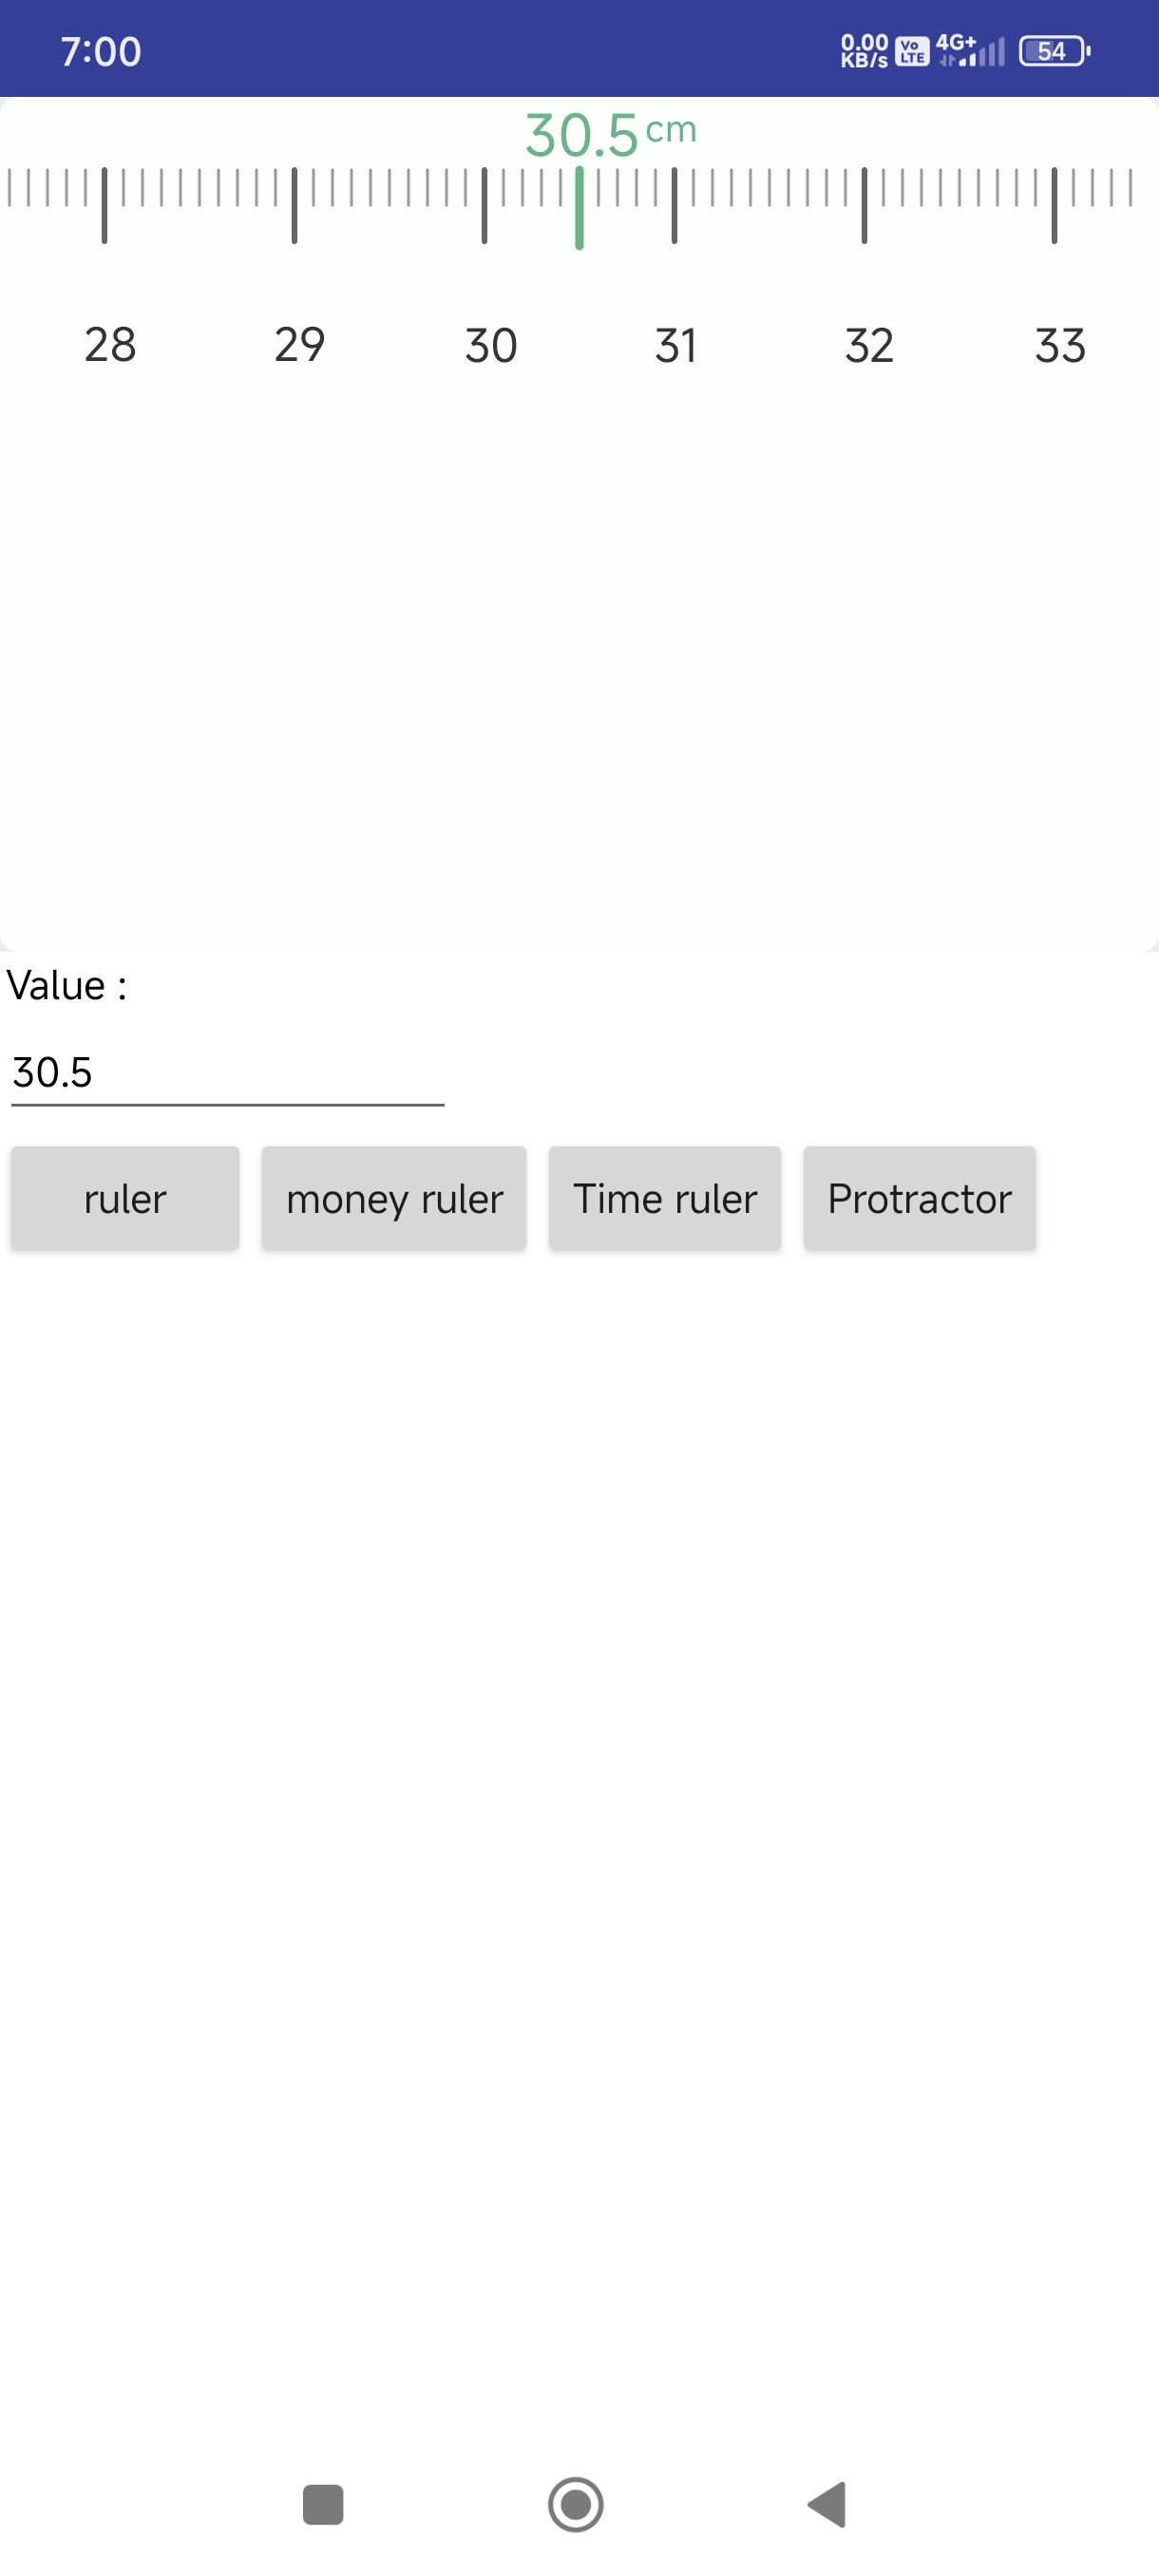 7:00 0.00 KB/s Vo LTE 4G+ 54
30.5 cm
28 29 30 31 32 33
Value :
30.5
ruler money ruler Time ruler Protractor